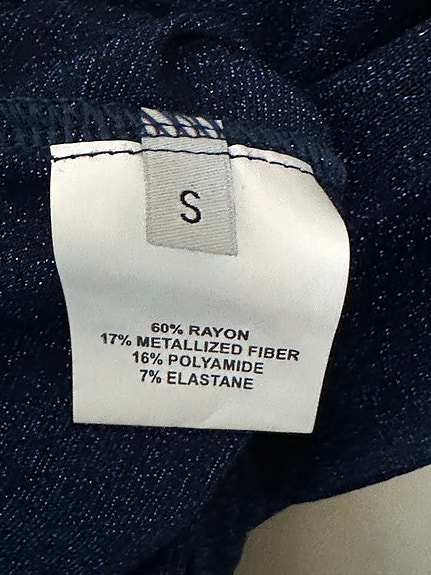 S
60% RAYON
17% METALLIZED FIBER
16% POLYAMIDE
7% ELASTANE